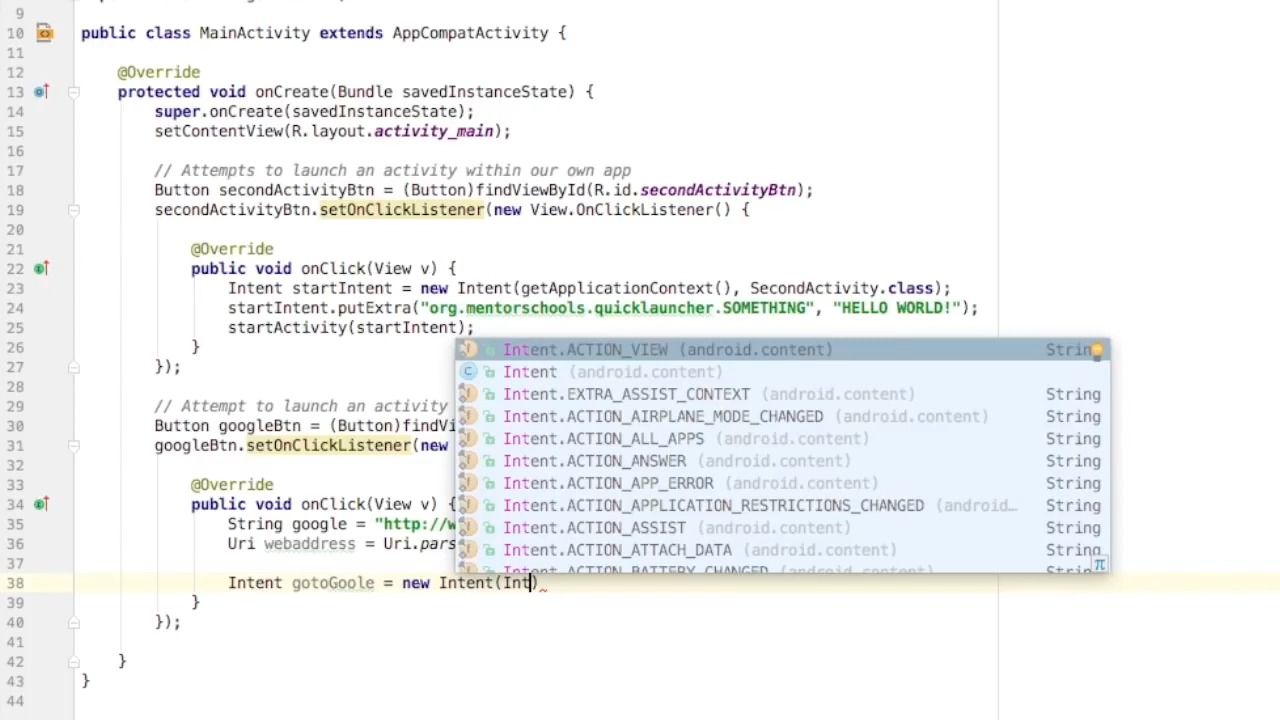 9
10 public class MainActivity extends AppCompatActivity {
11
12 @Override
13 protected void onCreate(Bundle savedInstanceState) {
14 super.onCreate(savedInstanceState);
15 setContentView(R.layout.activity_main);
16
17 // Attempts to launch an activity within our own app
18 Button secondActivityBtn = (Button)findViewById(R.id.secondActivityBtn);
19 secondActivityBtn.setOnClickListener(new View.OnClickListener() {
20
21 @Override
22 public void onClick(View v) {
23 Intent startIntent = new Intent(getApplicationContext(), SecondActivity.class);
24 startIntent.putExtra("org.mentorschools.quicklauncher.SOMETHING", "HELLO WORLD!");
25 startActivity(startIntent);
26 }
27 });
28
29 // Attempt to launch an activity
30 Button googleBtn = (Button)findVi
31 googleBtn.setOnClickListener(new
32
33 @Override
34 public void onClick(View v) {
35 String google = "http://w
36 Uri webaddress = Uri.pars
37
38 Intent gotoGoole = new Intent(Int)
39 }
40 });
41
42 }
43 }
44
Intent.ACTION_VIEW (android.content) String
Intent (android.content)
Intent.EXTRA_ASSIST_CONTEXT (android.content) String
Intent.ACTION_AIRPLANE_MODE_CHANGED (android.content) String
Intent.ACTION_ALL_APPS (android.content) String
Intent.ACTION_ANSWER (android.content) String
Intent.ACTION_APP_ERROR (android.content) String
Intent.ACTION_APPLICATION_RESTRICTIONS_CHANGED (android… String
Intent.ACTION_ASSIST (android.content) String
Intent.ACTION_ATTACH_DATA (android.content) String
Intent.ACTION_BATTERY_CHANGED (android.content) String
π